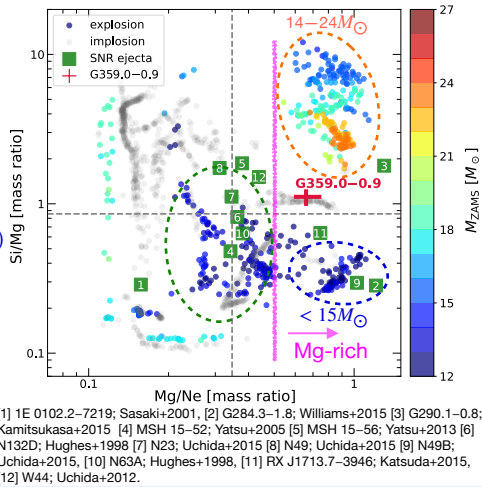 explosion
implosion
SNR ejecta
G359.0−0.9
14−24M⊙
27
24
21
18
15
12
M_ZAMS [M⊙]
10
1
0.1
Si/Mg [mass ratio]
8
5
12
7
6
10
4
1
3
G359.0−0.9
11
9
2
< 15M⊙
Mg-rich
0.1
1
Mg/Ne [mass ratio]
[1] 1E 0102.2-7219; Sasaki+2001, [2] G284.3-1.8; Williams+2015 [3] G290.1-0.8;
Kamitsukasa+2015 [4] MSH 15-52; Yatsu+2005 [5] MSH 15-56; Yatsu+2013 [6]
N132D; Hughes+1998 [7] N23; Uchida+2015 [8] N49; Uchida+2015 [9] N49B;
Uchida+2015, [10] N63A; Hughes+1998, [11] RX J1713.7-3946; Katsuda+2015,
[12] W44; Uchida+2012.